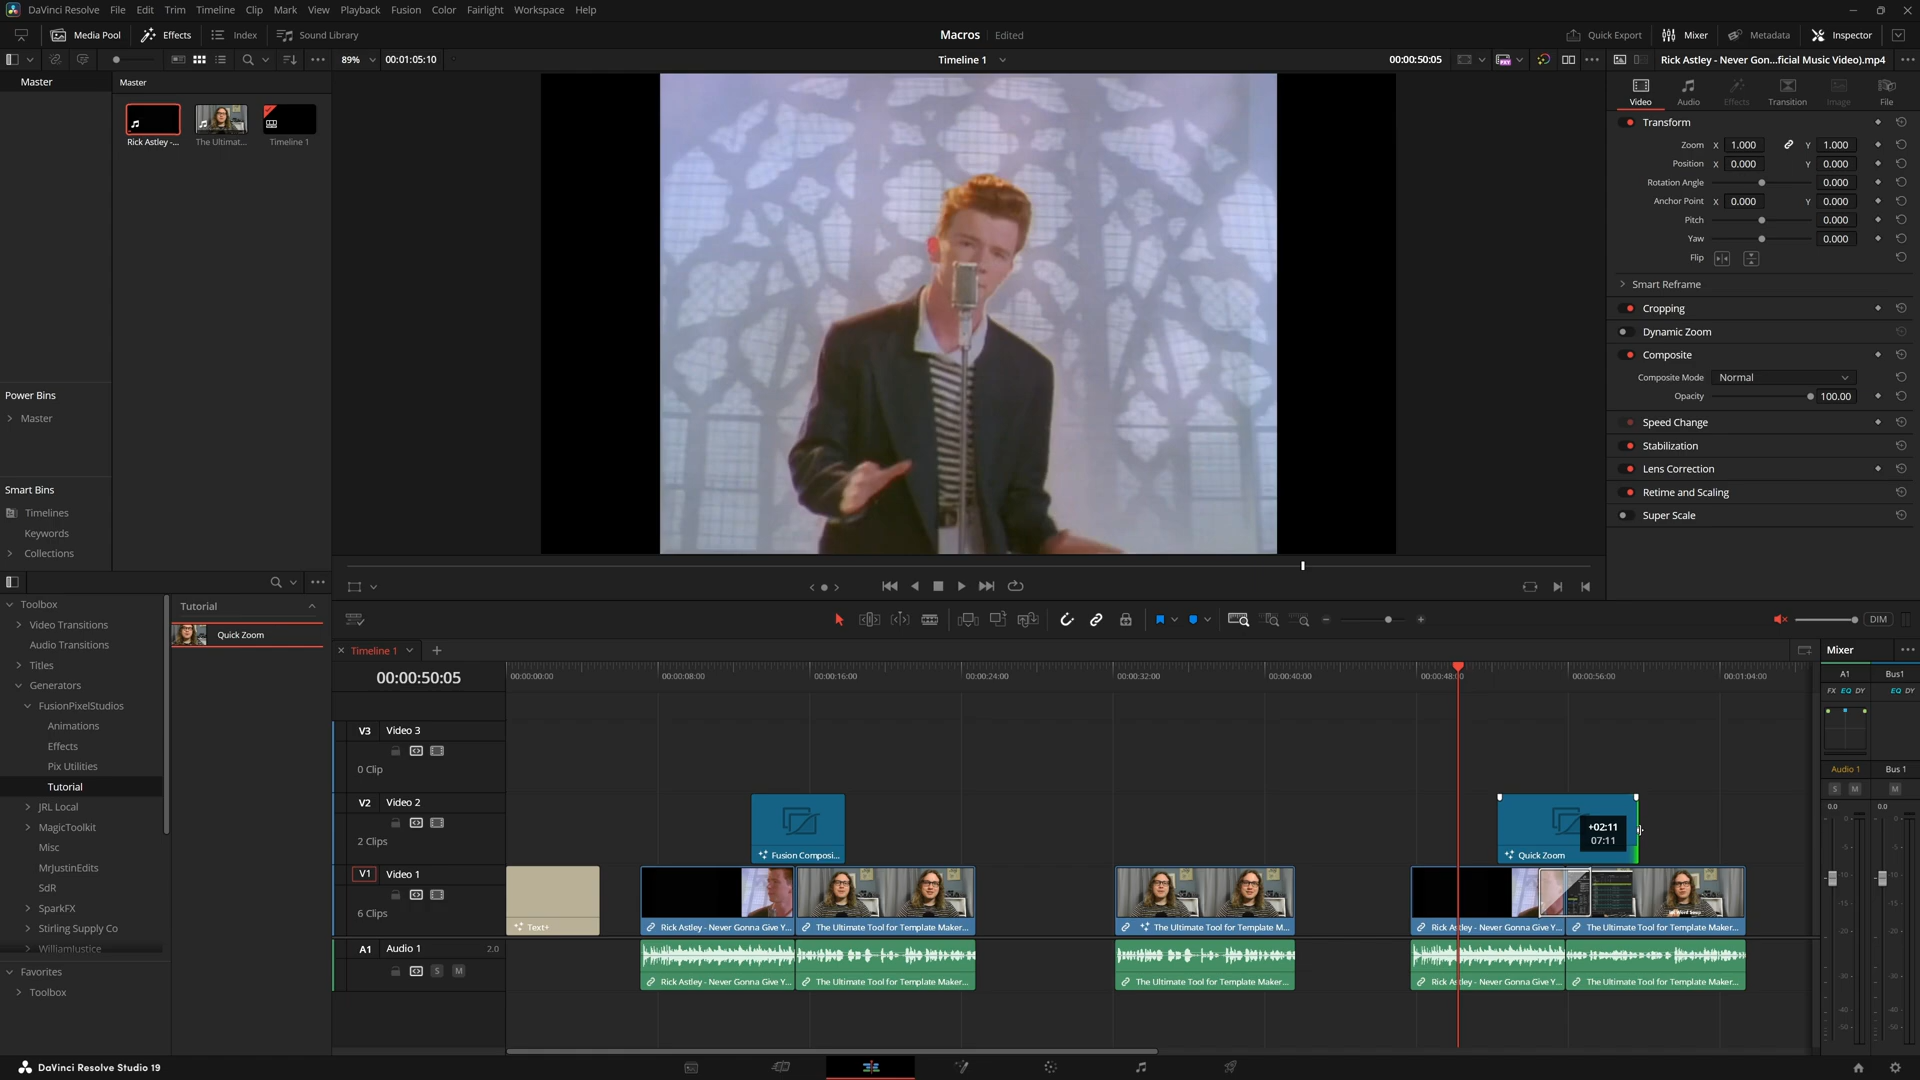 DaVinci Resolve File Edit Trim Timeline Clip Mark View Playback Fusion Color Fairlight Workspace Help
Media Pool Effects Index Sound Library
Macros Edited
Quick Export Mixer Metadata Inspector
89% 00:01:05:10
Timeline 1
00:00:50:05
Rick Astley - Never Gon...ficial Music Video).mp4
Master
Master
Rick Astley -...
The Ultimat...
Timeline 1
Power Bins
Master
Smart Bins
Timelines
Keywords
Collections
Video Audio Effects Transition Image File
Transform
Zoom X 1.000 Y 1.000
Position X 0.000 Y 0.000
Rotation Angle 0.000
Anchor Point X 0.000 Y 0.000
Pitch 0.000
Yaw 0.000
Flip
Smart Reframe
Cropping
Dynamic Zoom
Composite
Composite Mode Normal
Opacity 100.00
Speed Change
Stabilization
Lens Correction
Retime and Scaling
Super Scale
Toolbox
Video Transitions
Audio Transitions
Titles
Generators
FusionPixelStudios
Animations
Effects
Pix Utilities
Tutorial
JRL Local
MagicToolkit
Misc
MrJustinEdits
SdR
SparkFX
Stirling Supply Co
WilliamJustice
Favorites
Toolbox
Tutorial
Quick Zoom
DIM
Timeline 1
00:00:50:05
00:00:00:00 00:00:08:00 00:00:16:00 00:00:24:00 00:00:32:00 00:00:40:00 00:00:48:00 00:00:56:00 00:01:04:00
V3 Video 3
0 Clip
V2 Video 2
2 Clips
Fusion Composi...
+02:11
07:11
Quick Zoom
V1 Video 1
6 Clips
Text+
Rick Astley - Never Gonna Give Y...
The Ultimate Tool for Template Maker...
The Ultimate Tool for Template M...
Rick Astley - Never Gonna Give Y...
The Ultimate Tool for Template Maker...
A1 Audio 1 2.0
S M
Rick Astley - Never Gonna Give Y...
The Ultimate Tool for Template Maker...
The Ultimate Tool for Template Maker...
Rick Astley - Never Gonna Give Y...
The Ultimate Tool for Template Maker...
Mixer
A1 Bus1
FX EQ DY EQ DY
Audio 1 Bus 1
S M M
0.0 0.0
DaVinci Resolve Studio 19